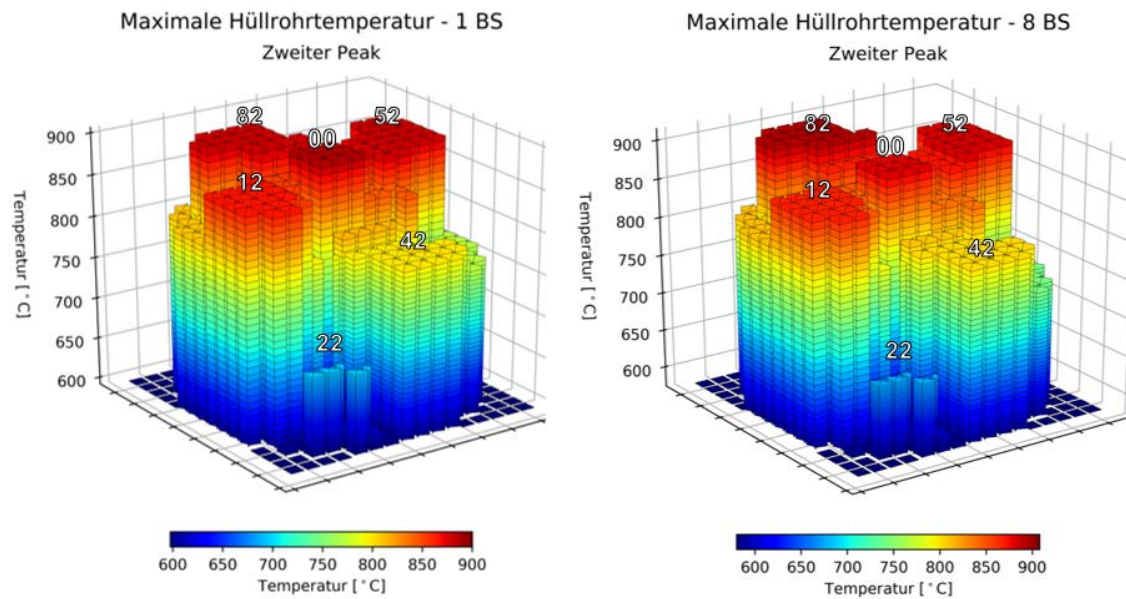 Maximale Hüllrohrtemperatur - 1 BS
Zweiter Peak
82
52
00
12
42
22
900
850
800
750
700
650
600
Temperatur [°C]
600 650 700 750 800 850 900
Temperatur [°C]
Maximale Hüllrohrtemperatur - 8 BS
Zweiter Peak
82
52
00
12
42
22
900
850
800
750
700
650
600
Temperatur [°C]
600 650 700 750 800 850 900
Temperatur [°C]